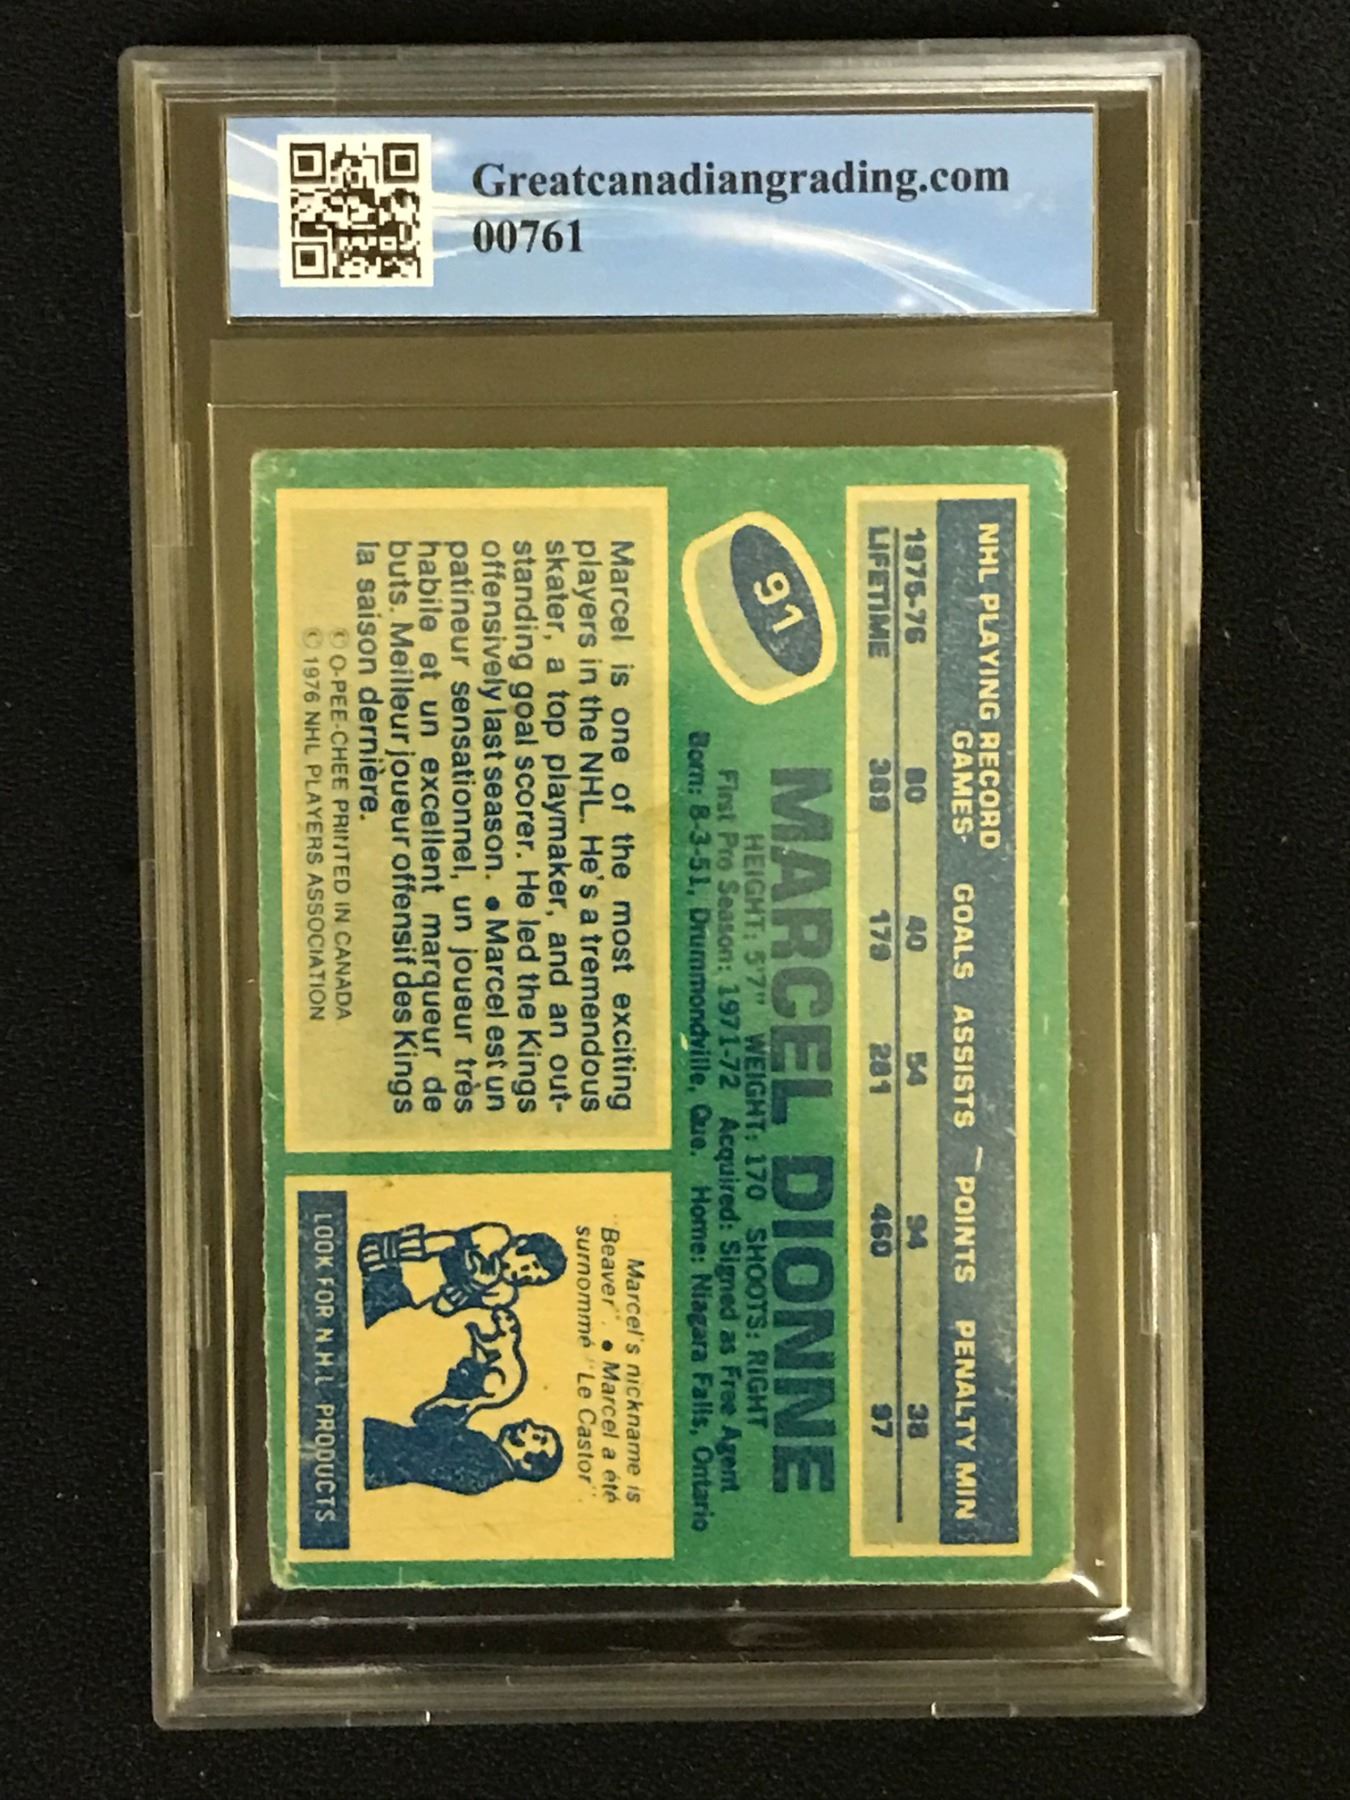 Greatcanadiangrading.com
00761
NHL PLAYING RECORD
GAMES GOALS ASSISTS POINTS PENALTY MIN
1975-76 80 40 54 94 38
LIFETIME 389 179 281 460 97
91
MARCEL DIONNE
HEIGHT: 5'7" WEIGHT: 170 SHOOTS: RIGHT
First Pro Season: 1971-72 Acquired: Signed as Free Agent
Born: 8-3-51, Drummondville, Que. Home: Niagara Falls, Ontario
Marcel is one of the most exciting
players in the NHL. He's a tremendous
skater, a top playmaker, and an out-
standing goal scorer. He led the Kings
offensively last season. • Marcel est un
patineur sensationnel, un joueur très
habile et un excellent marqueur de
buts. Meilleur joueur offensif des Kings
la saison dernière.
© O-PEE-CHEE PRINTED IN CANADA
© 1976 NHL PLAYERS ASSOCIATION
Marcel's nickname is
"Beaver". • Marcel a été
surnommé "Le Castor".
LOOK FOR N.H.L. PRODUCTS